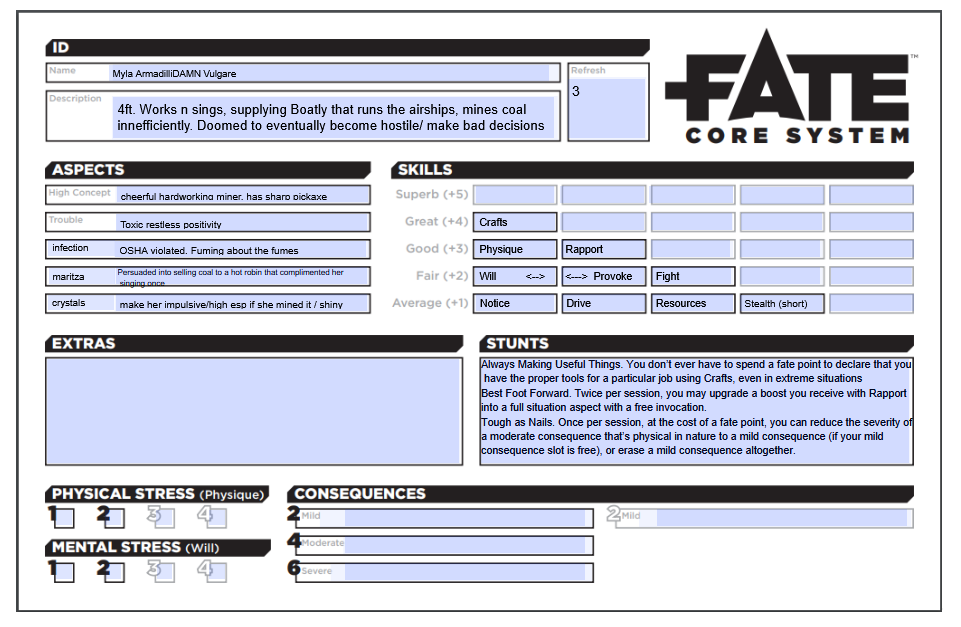 ID
Name Myla ArmadilliDAMN Vulgare
Refresh
3
Description
4ft. Works n sings, supplying Boatly that runs the airships, mines coal
innefficiently. Doomed to eventually become hostile/ make bad decisions
FATE™
CORE SYSTEM
ASPECTS
High Concept cheerful hardworking miner. has sharp pickaxe
Trouble Toxic restless positivity
infection OSHA violated. Fuming about the fumes
maritza Persuaded into selling coal to a hot robin that complimented her
singing once
crystals make her impulsive/high esp if she mined it / shiny
SKILLS
Superb (+5)
Great (+4) Crafts
Good (+3) Physique Rapport
Fair (+2) Will <--> <---> Provoke Fight
Average (+1) Notice Drive Resources Stealth (short)
EXTRAS
STUNTS
Always Making Useful Things. You don't ever have to spend a fate point to declare that you
have the proper tools for a particular job using Crafts, even in extreme situations
Best Foot Forward. Twice per session, you may upgrade a boost you receive with Rapport
into a full situation aspect with a free invocation.
Tough as Nails. Once per session, at the cost of a fate point, you can reduce the severity of
a moderate consequence that's physical in nature to a mild consequence (if your mild
consequence slot is free), or erase a mild consequence altogether.
PHYSICAL STRESS (Physique)
1 2 3 4
MENTAL STRESS (Will)
1 2 3 4
CONSEQUENCES
2 Mild
2 Mild
4 Moderate
6 Severe